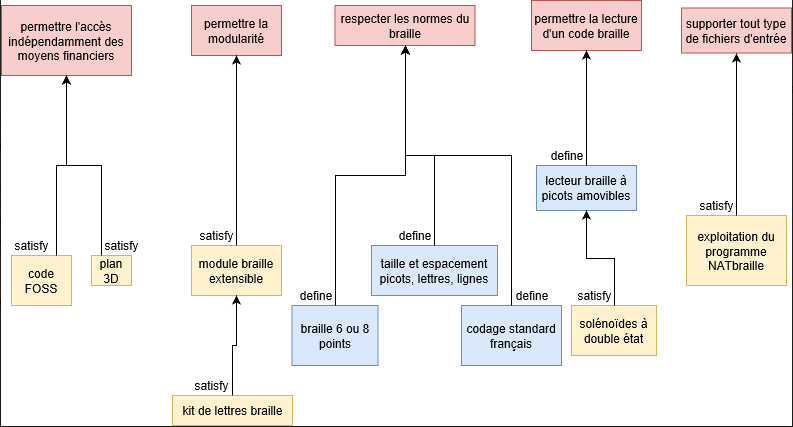 permettre l'accès
indépendamment des
moyens financiers
permettre la
modularité
respecter les normes du
braille
permettre la lecture
d'un code braille
supporter tout type
de fichiers d'entrée
define
lecteur braille à
picots amovibles
satisfy
satisfy
satisfy
define
satisfy
exploitation du
programme
NATbraille
code
FOSS
plan
3D
module braille
extensible
taille et espacement
picots, lettres, lignes
define
define
satisfy
braille 6 ou 8
points
codage standard
français
solénoïdes à
double état
satisfy
kit de lettres braille